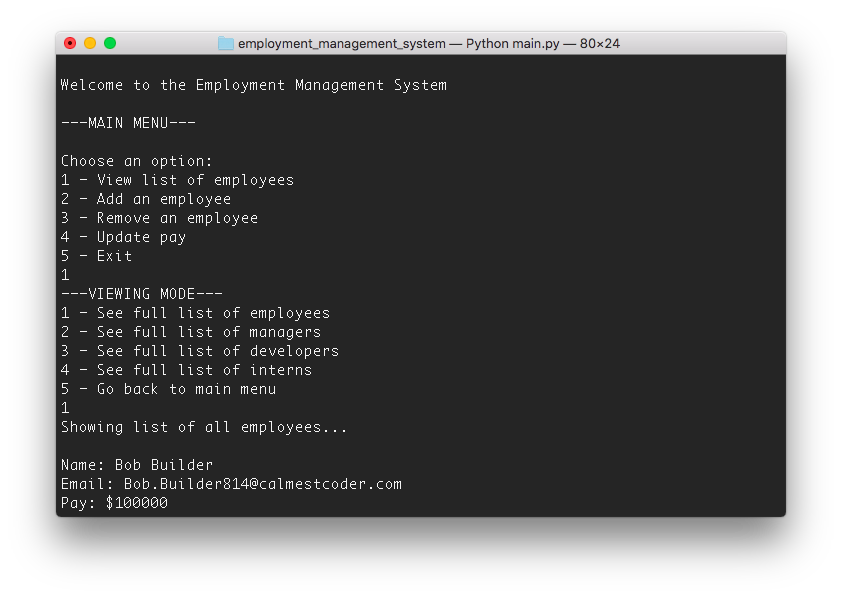 employment_management_system — Python main.py — 80×24
Welcome to the Employment Management System
---MAIN MENU---
Choose an option:
1 - View list of employees
2 - Add an employee
3 - Remove an employee
4 - Update pay
5 - Exit
1
---VIEWING MODE---
1 - See full list of employees
2 - See full list of managers
3 - See full list of developers
4 - See full list of interns
5 - Go back to main menu
1
Showing list of all employees...
Name: Bob Builder
Email: Bob.Builder814@calmestcoder.com
Pay: $100000